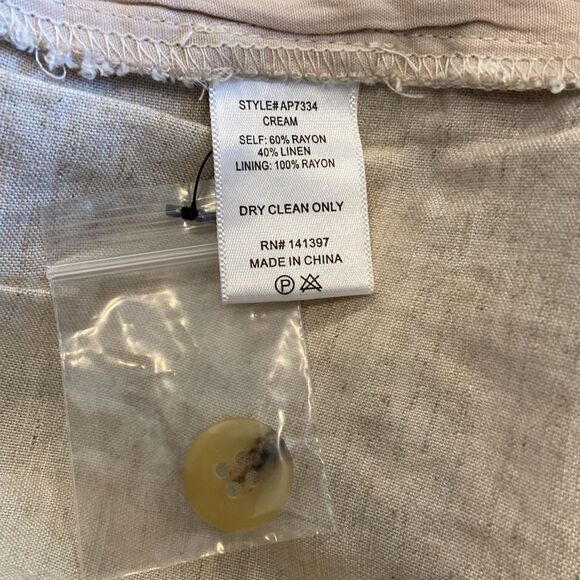 STYLE# AP7334
CREAM
SELF: 60% RAYON
40% LINEN
LINING: 100% RAYON
DRY CLEAN ONLY
RN# 141397
MADE IN CHINA
P